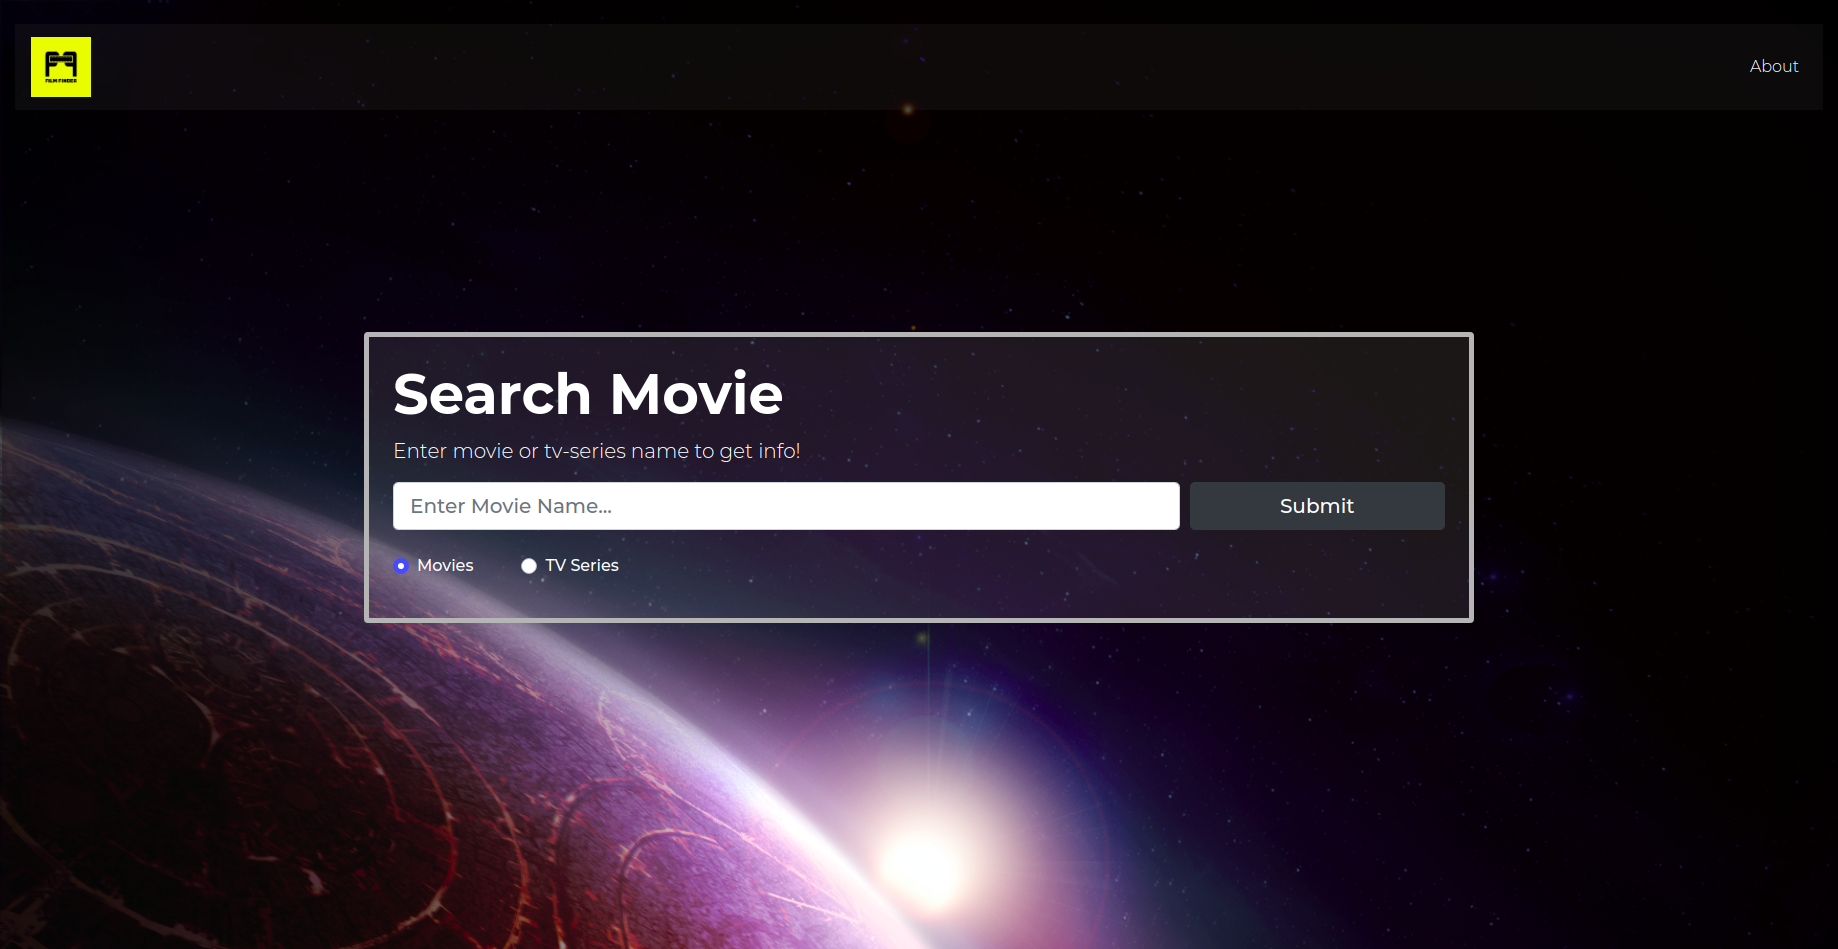 FILM FINDER
About
Search Movie
Enter movie or tv-series name to get info!
Enter Movie Name...
Submit
Movies
TV Series